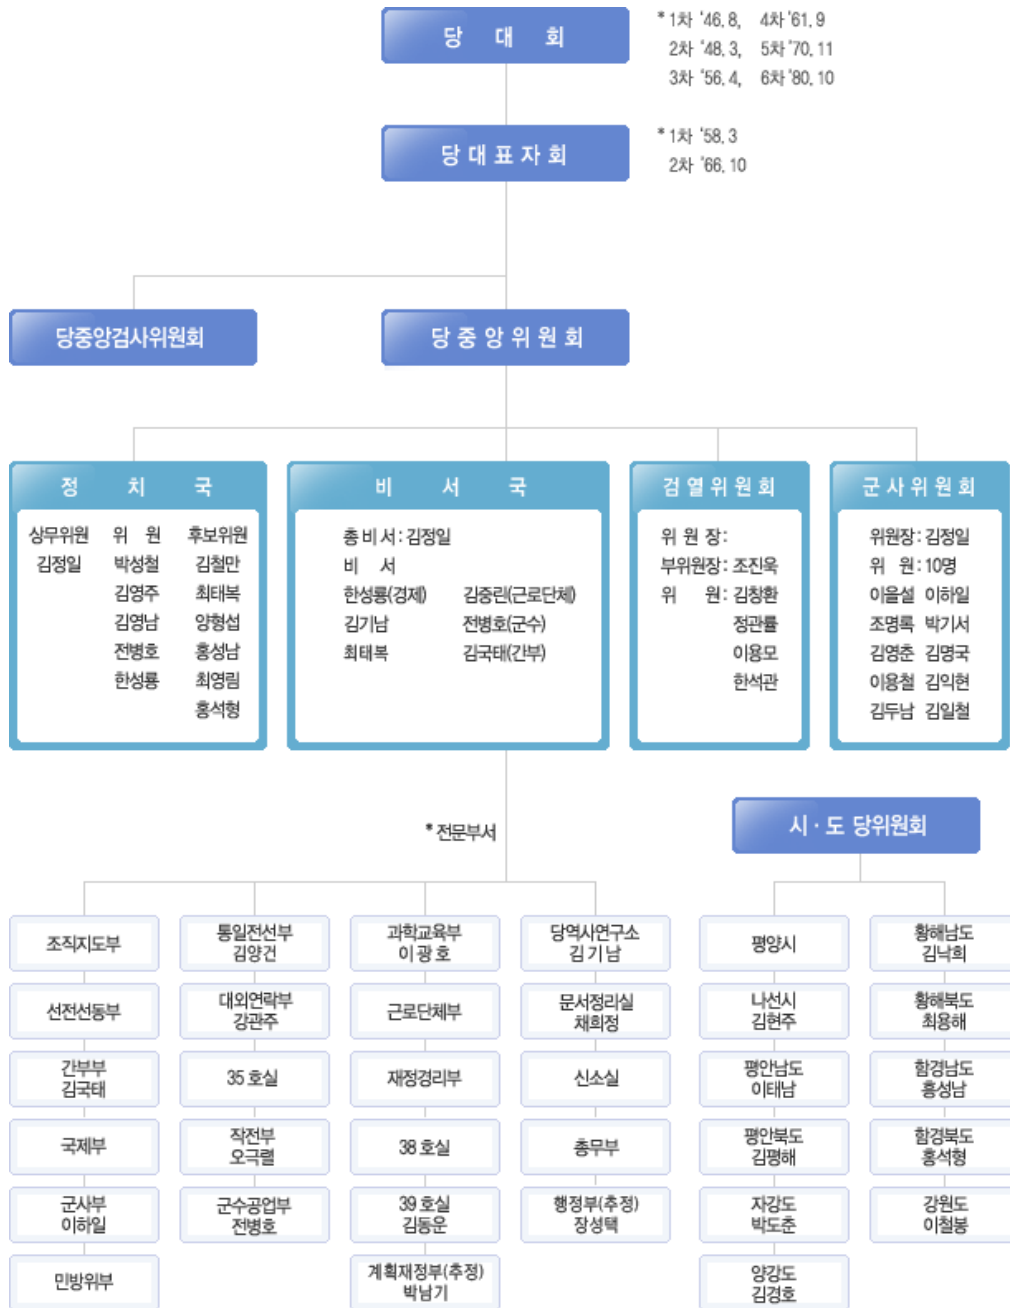 당 대 회
* 1차 '46. 8, 4차 '61. 9
2차 '48. 3, 5차 '70. 11
3차 '56. 4, 6차 '80. 10
당 대 표 자 회
* 1차 '58. 3
2차 '66. 10
당중앙검사위원회
당 중 앙 위 원 회
정 치 국
상무위원 위 원 후보위원
김정일 박성철 김철만
김영주 최태복
김영남 양형섭
전병호 홍성남
한성룡 최영림
홍석형
비 서 국
총 비 서 : 김정일
비 서
한성룡(경제) 김중린(근로단체)
김기남 전병호(군수)
최태복 김국태(간부)
검 열 위 원 회
위 원 장 :
부위원장 : 조진욱
위 원 : 김창환
정관률
이용모
한석관
군 사 위 원 회
위원장 : 김정일
위 원 : 10명
이을설 이하일
조명록 박기서
김영춘 김명국
이용철 김익현
김두남 김일철
* 전문부서
시 · 도 당위원회
조직지도부
선전선동부
간부부
김국태
국제부
군사부
이하일
민방위부
통일전선부
김양건
대외연락부
강관주
35 호실
작전부
오극렬
군수공업부
전병호
과학교육부
이 광 호
근로단체부
재정경리부
38 호실
39 호실
김동운
계획재정부(추정)
박남기
당역사연구소
김 기 남
문서정리실
채희정
신소실
총무부
행정부(추정)
장성택
평양시
나선시
김현주
평안남도
이태남
평안북도
김평해
자강도
박도춘
양강도
김경호
황해남도
김낙희
황해북도
최용해
함경남도
홍성남
함경북도
홍석형
강원도
이철봉